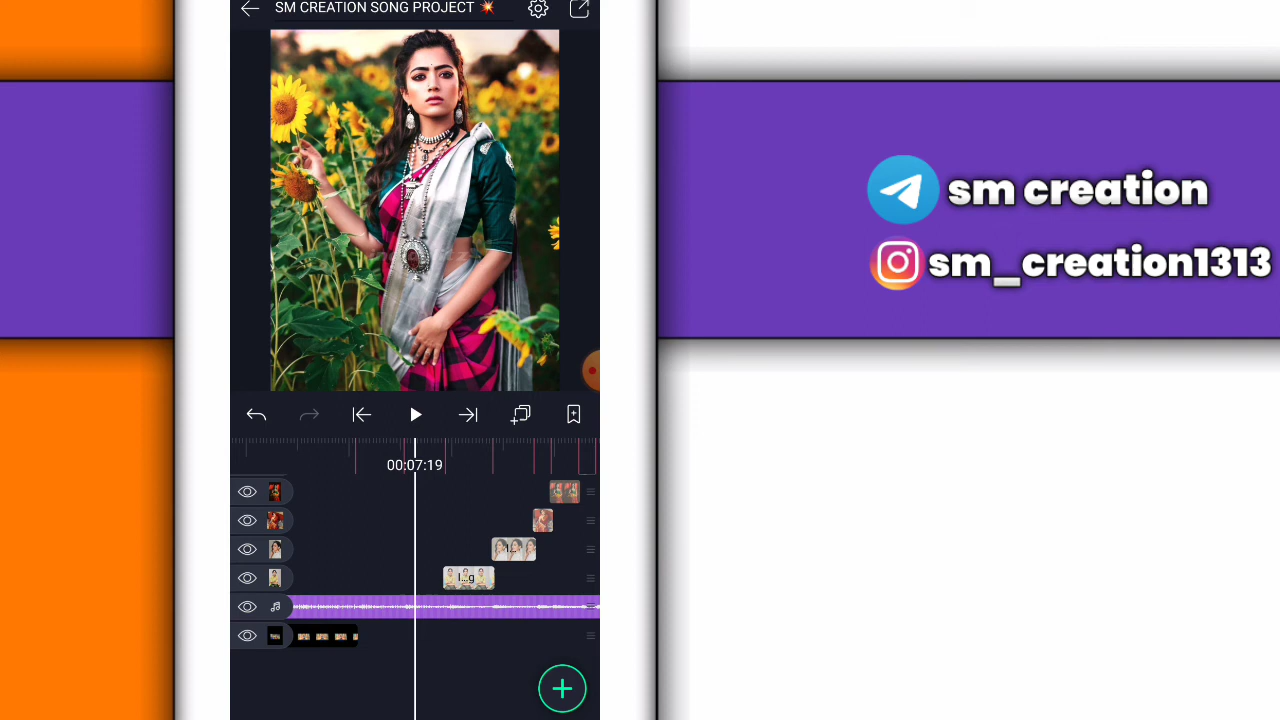 SM CREATION SONG PROJECT 💥
sm creation
sm_creation1313
00:07:19
l...g